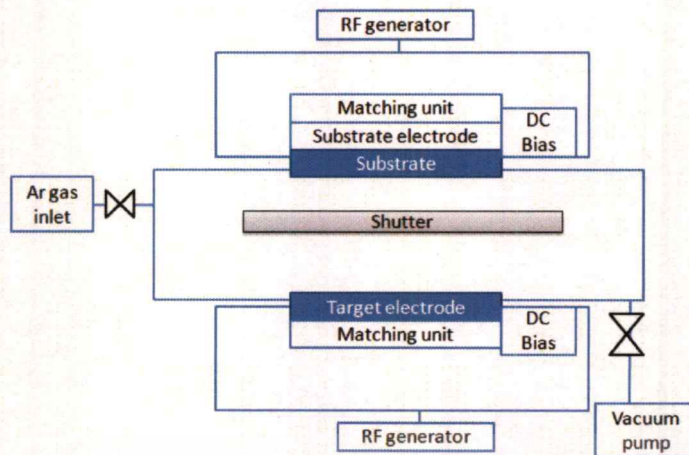 RF generator
Matching unit
Substrate electrode
Substrate
DC
Bias
Ar gas
inlet
Shutter
Target electrode
Matching unit
DC
Bias
RF generator
Vacuum
pump